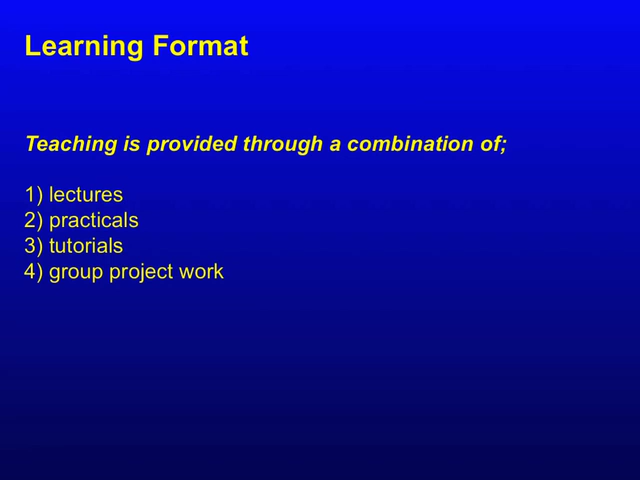 Learning Format
Teaching is provided through a combination of;
1) lectures
2) practicals
3) tutorials
4) group project work